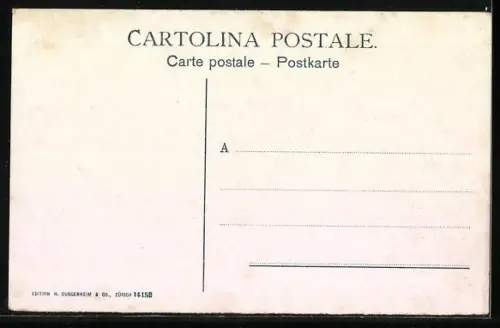 CARTOLINA POSTALE.
Carte postale – Postkarte
A
EDITION H. GUGGENHEIM & CO., ZÜRICH 14158